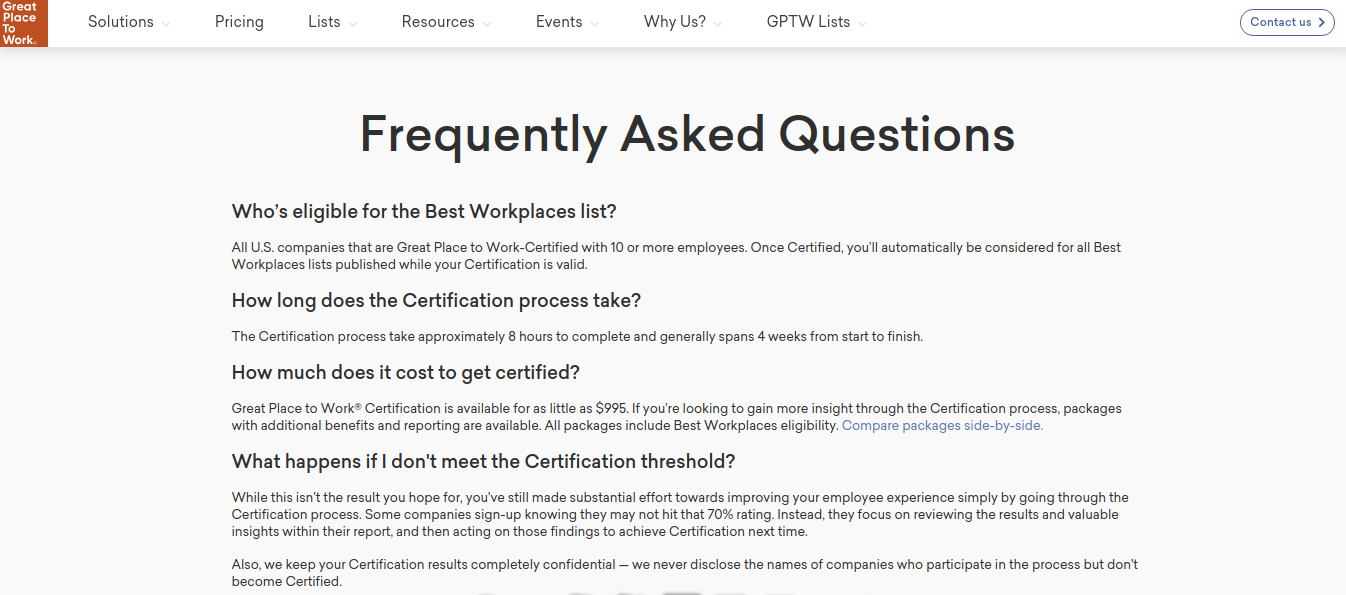 Great
Place
To
Work.
Solutions
Pricing
Lists
Resources
Events
Why Us?
GPTW Lists
Contact us
Frequently Asked Questions
Who’s eligible for the Best Workplaces list?
All U.S. companies that are Great Place to Work-Certified with 10 or more employees. Once Certified, you’ll automatically be considered for all Best
Workplaces lists published while your Certification is valid.
How long does the Certification process take?
The Certification process take approximately 8 hours to complete and generally spans 4 weeks from start to finish.
How much does it cost to get certified?
Great Place to Work® Certification is available for as little as $995. If you’re looking to gain more insight through the Certification process, packages
with additional benefits and reporting are available. All packages include Best Workplaces eligibility. Compare packages side-by-side.
What happens if I don't meet the Certification threshold?
While this isn't the result you hope for, you've still made substantial effort towards improving your employee experience simply by going through the
Certification process. Some companies sign-up knowing they may not hit that 70% rating. Instead, they focus on reviewing the results and valuable
insights within their report, and then acting on those findings to achieve Certification next time.
Also, we keep your Certification results completely confidential — we never disclose the names of companies who participate in the process but don't
become Certified.